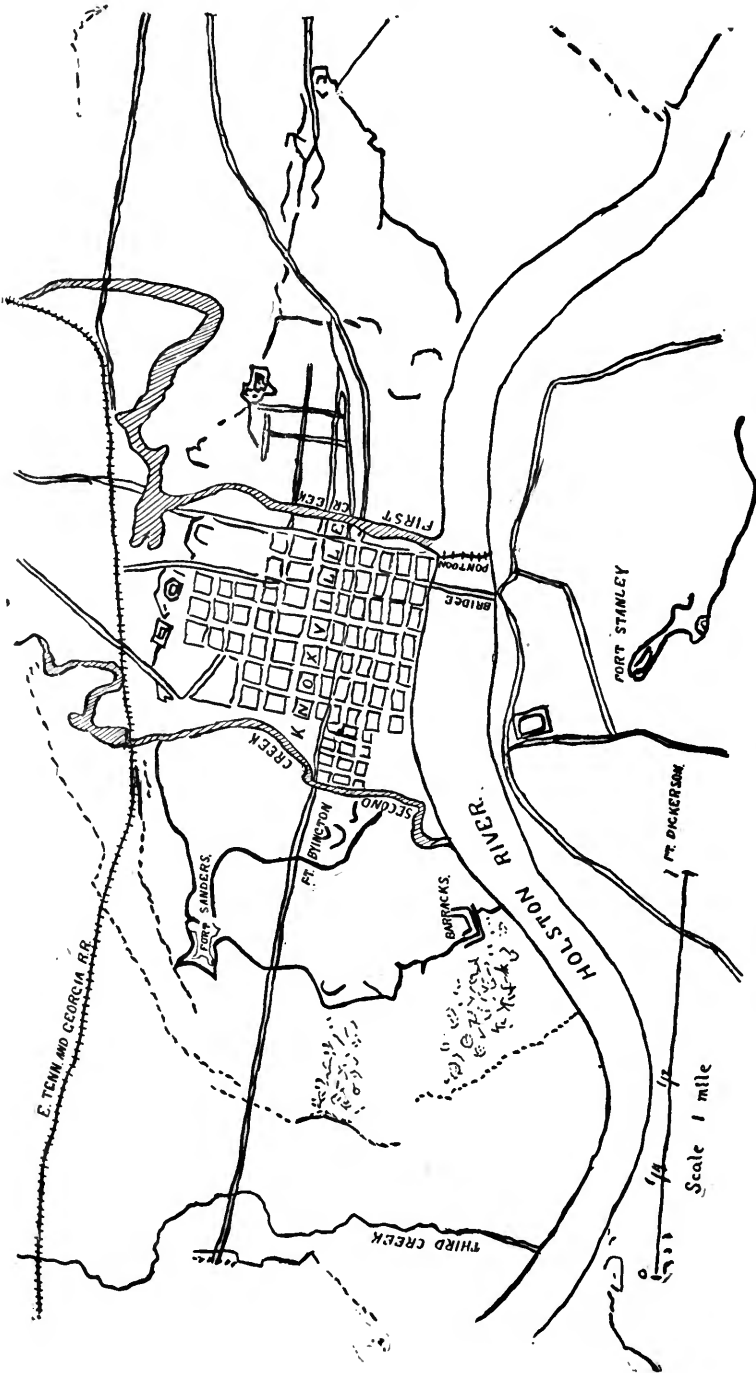 E. TENN. AND GEORGIA R.R.
FORT SANDERS.
FT. BYINGTON
SECOND
CREEK
KNOXVILLE
FIRST
CREEK
BARRACKS.
BRIDGE
PONTOON
HOLSTON RIVER.
THIRD CREEK
FORT STANLEY
FT. DICKERSON.
0
1/4
1/2
1
Scale 1 mile